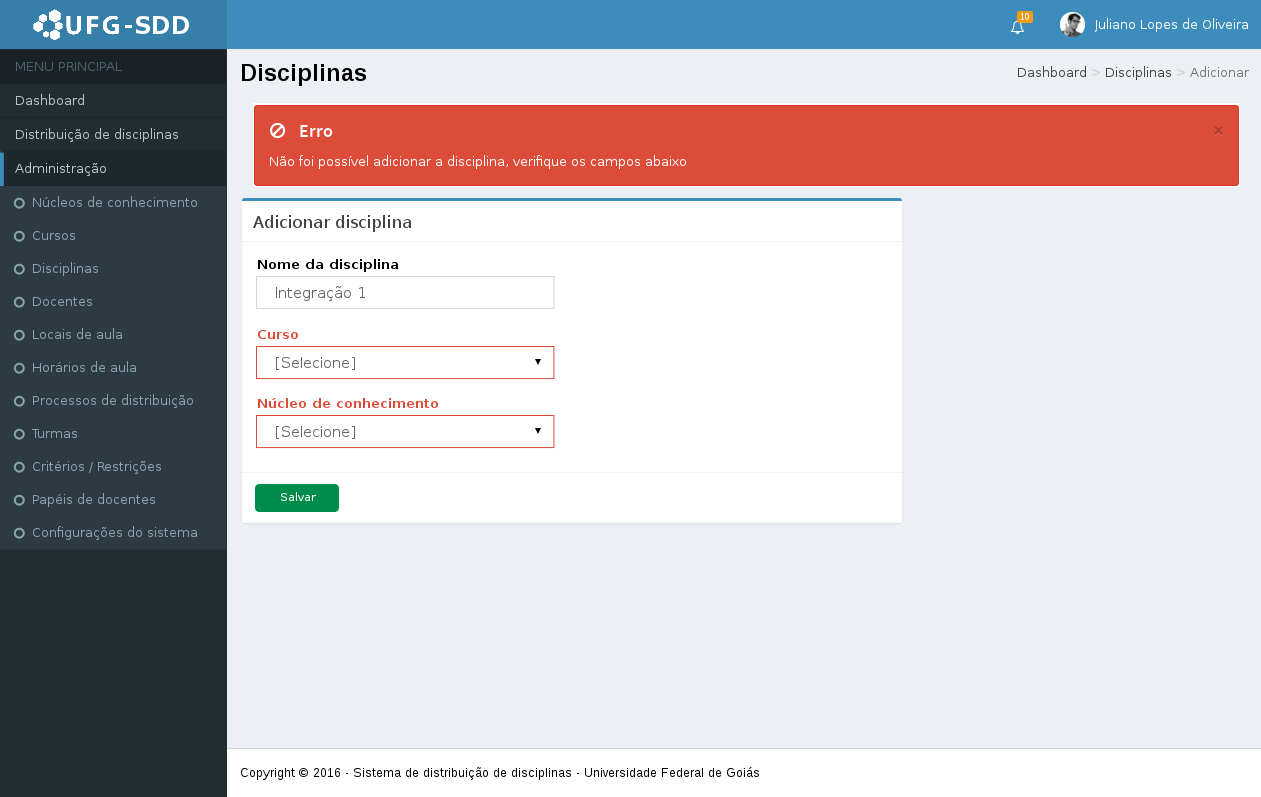 UFG-SDD
10
Juliano Lopes de Oliveira
MENU PRINCIPAL
Dashboard
Distribuição de disciplinas
Administração
Núcleos de conhecimento
Cursos
Disciplinas
Docentes
Locais de aula
Horários de aula
Processos de distribuição
Turmas
Critérios / Restrições
Papéis de docentes
Configurações do sistema
Disciplinas
Dashboard > Disciplinas > Adicionar
Erro
×
Não foi possível adicionar a disciplina, verifique os campos abaixo
Adicionar disciplina
Nome da disciplina
Integração 1
Curso
[Selecione]
Núcleo de conhecimento
[Selecione]
Salvar
Copyright © 2016 - Sistema de distribuição de disciplinas - Universidade Federal de Goiás